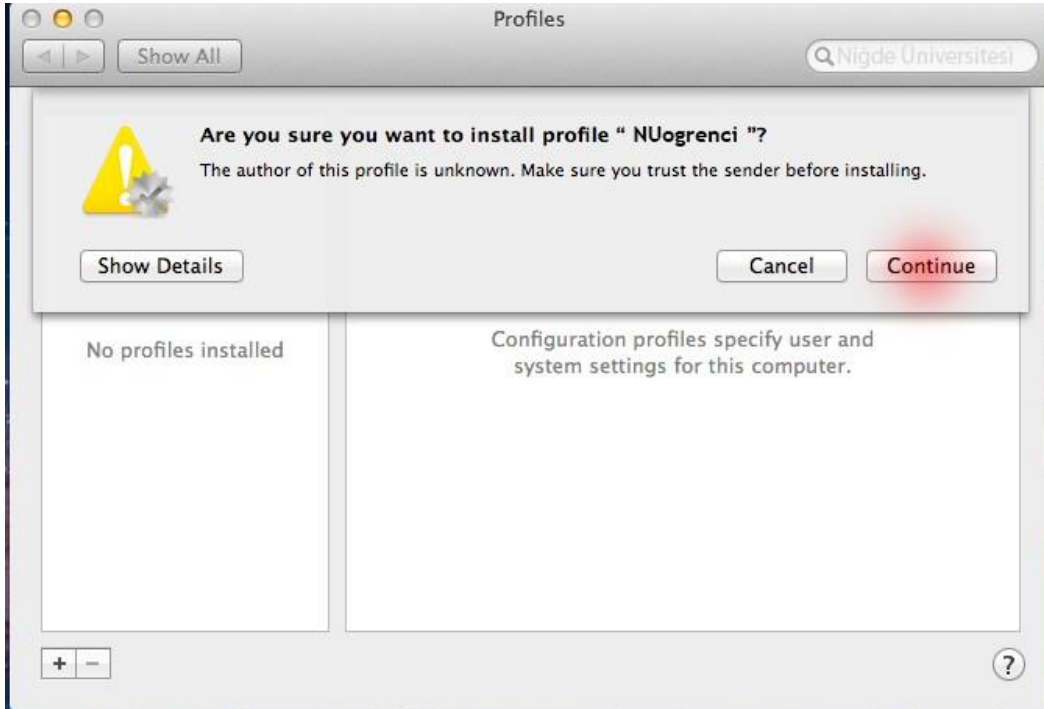 Profiles
Show All
Niğde Üniversitesi
Are you sure you want to install profile “ NUogrenci ”?
The author of this profile is unknown. Make sure you trust the sender before installing.
Show Details
Cancel
Continue
No profiles installed
Configuration profiles specify user and
system settings for this computer.
+
−
?